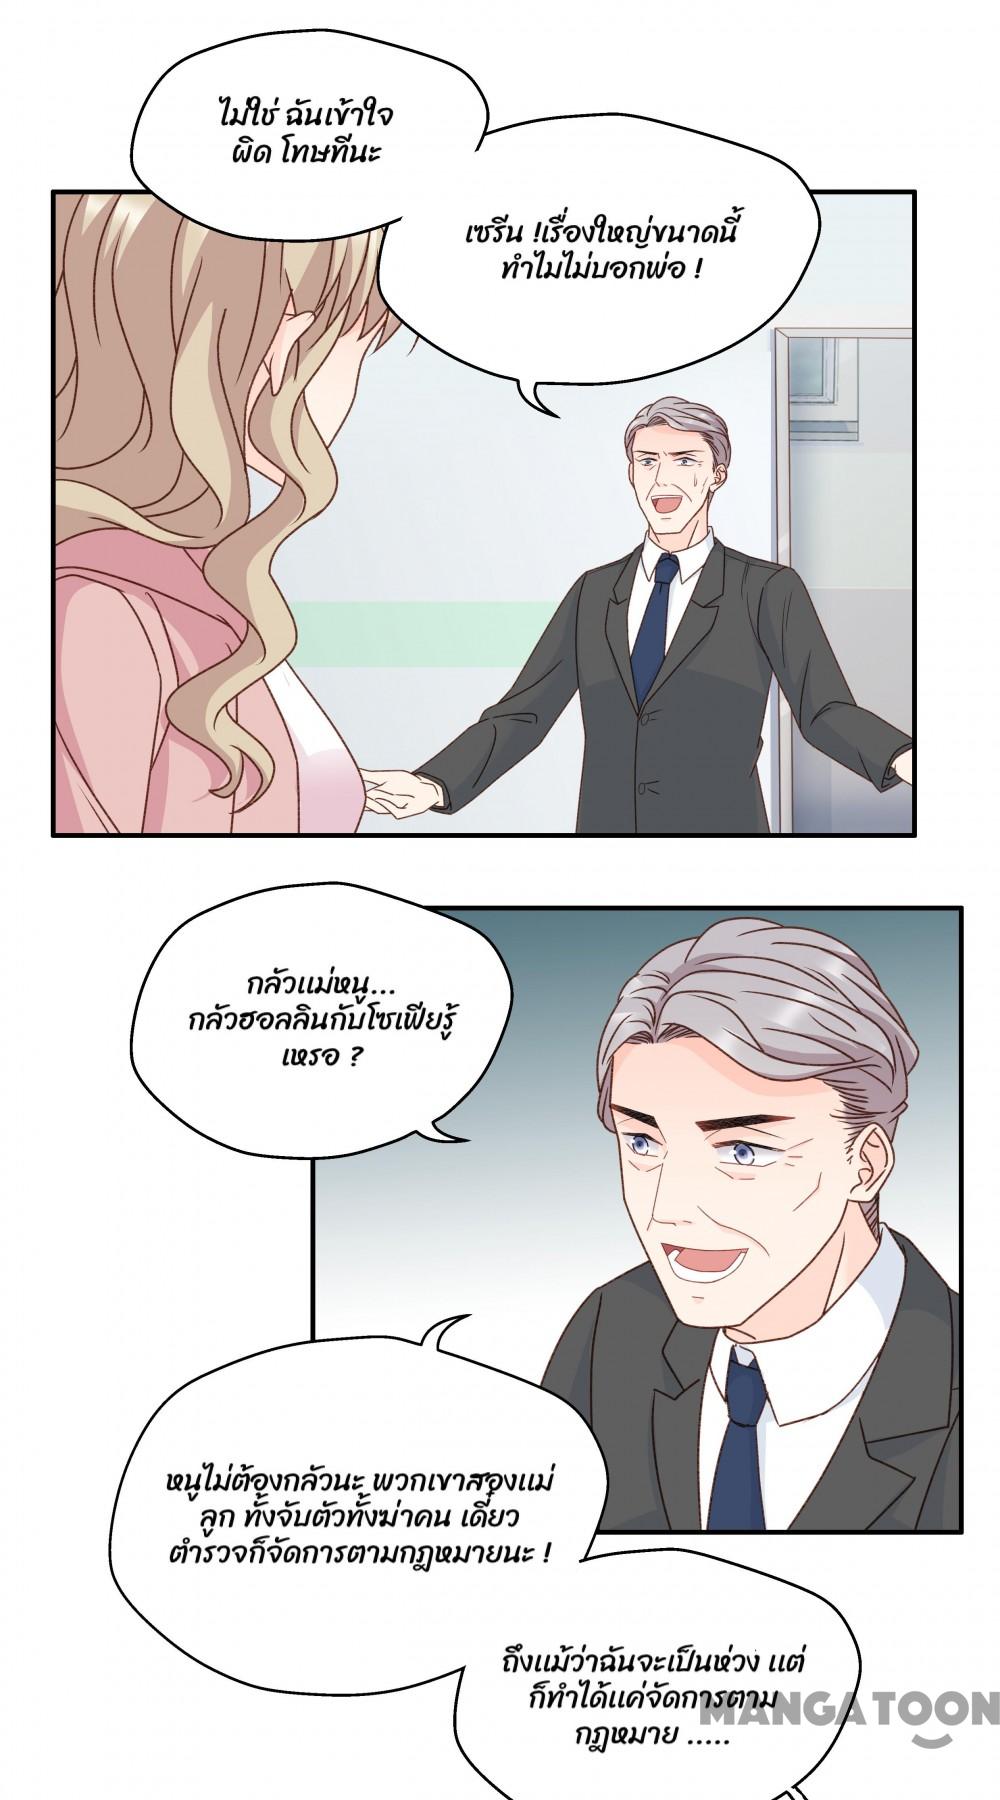 ไม่ใช่ ฉันเข้าใจ
ผิด โทษทีนะ
เซรีน !เรื่องใหญ่ขนาดนี้
ทำไมไม่บอกพ่อ !
กลัวแม่หนู...
กลัวฮอลลินกับโซเฟียรู้
เหรอ ?
หนูไม่ต้องกลัวนะ พวกเขาสองแม่
ลูก ทั้งจับตัวทั้งฆ่าคน เดี๋ยว
ตำรวจก็จัดการตามกฎหมายนะ !
ถึงแม้ว่าฉันจะเป็นห่วง แต่
ก็ทำได้แค่จัดการตาม
กฎหมาย .....
MANGATOON